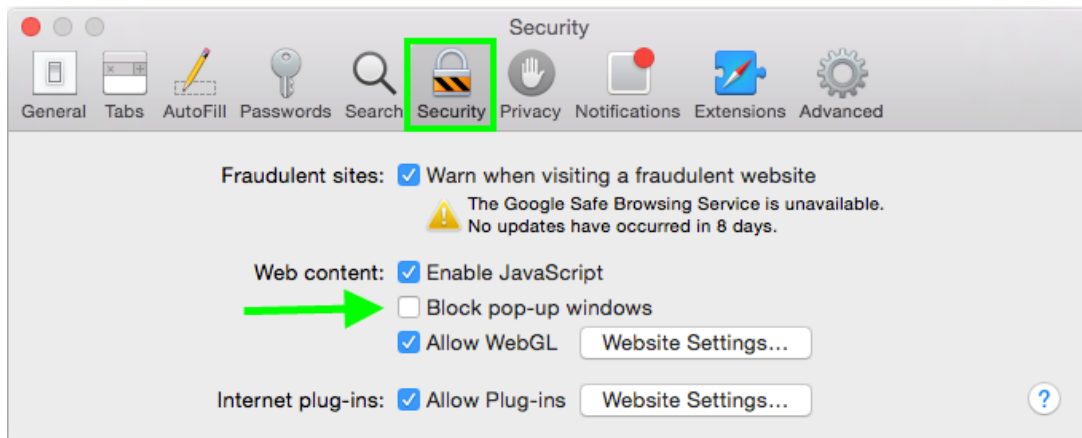 Security
General Tabs AutoFill Passwords Search Security Privacy Notifications Extensions Advanced
Fraudulent sites: Warn when visiting a fraudulent website
The Google Safe Browsing Service is unavailable.
No updates have occurred in 8 days.
Web content: Enable JavaScript
Block pop-up windows
Allow WebGL Website Settings...
Internet plug-ins: Allow Plug-ins Website Settings... ?